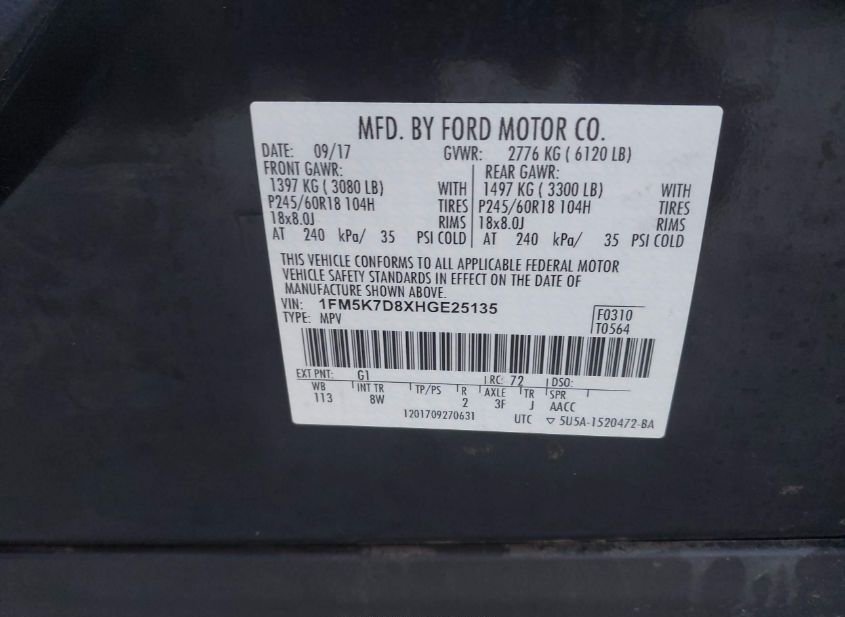 MFD. BY FORD MOTOR CO.
DATE: 09/17 GVWR: 2776 KG ( 6120 LB)
FRONT GAWR: REAR GAWR:
1397 KG ( 3080 LB) WITH 1497 KG ( 3300 LB) WITH
P245/60R18 104H TIRES P245/60R18 104H TIRES
18x8.0J RIMS 18x8.0J RIMS
AT 240 kPa/ 35 PSI COLD AT 240 kPa/ 35 PSI COLD
THIS VEHICLE CONFORMS TO ALL APPLICABLE FEDERAL MOTOR
VEHICLE SAFETY STANDARDS IN EFFECT ON THE DATE OF
MANUFACTURE SHOWN ABOVE.
VIN: 1FM5K7D8XHGE25135 F0310
TYPE: MPV T0564
EXT PNT: G1 RC: 72 DSO:
WB INT TR TP/PS R AXLE TR SPR
113 8W 2 3F J AACC
1201709270631 UTC ▽ 5U5A-1520472-BA